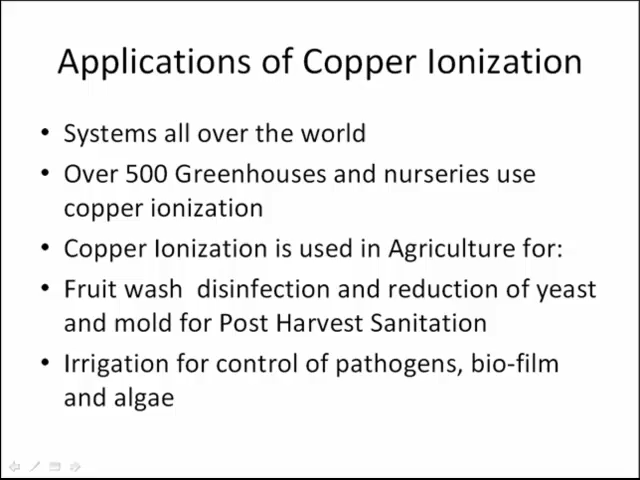 Applications of Copper Ionization
• Systems all over the world
• Over 500 Greenhouses and nurseries use
copper ionization
• Copper Ionization is used in Agriculture for:
• Fruit wash  disinfection and reduction of yeast
and mold for Post Harvest Sanitation
• Irrigation for control of pathogens, bio-film
and algae